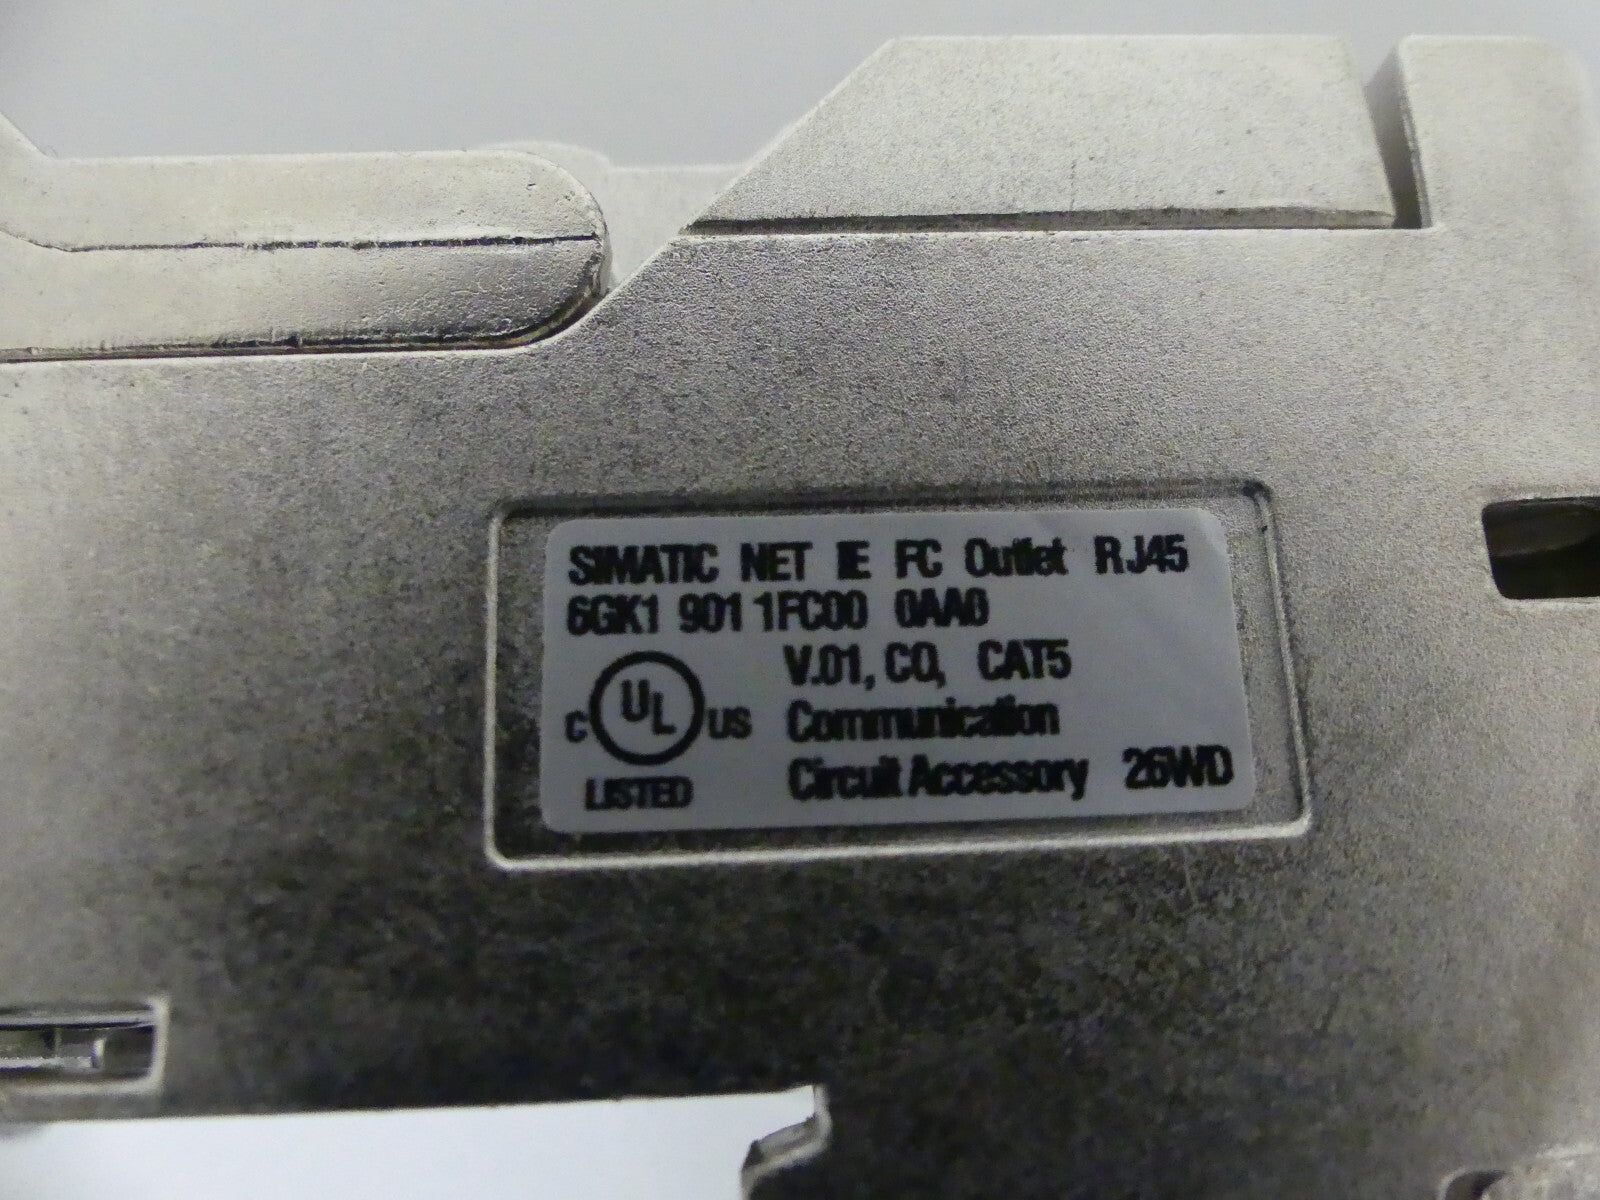 SIMATIC NET IE FC Outlet RJ45
6GK1 901 1FC00 0AA0
V.01, CO, CAT5
C UL US
LISTED
Communication
Circuit Accessory 26WD